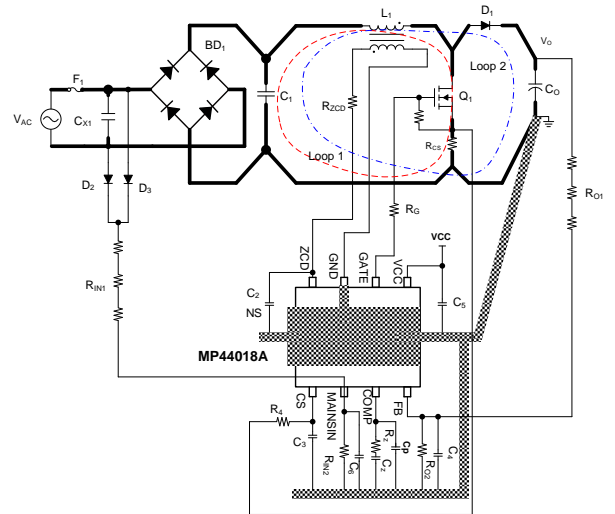 L1
D1
BD1
VO
F1
Loop 2
CO
C1
Q1
RZCD
VAC
CX1
RCS
Loop 1
D2
D3
RO1
RG
ZCD
GND
GATE
VCC
VCC
RIN1
C2
NS
C5
MP44018A
CS
MAINSIN
COMP
FB
R4
C3
RIN2
C6
Rz
Cz
Cp
RO2
C4